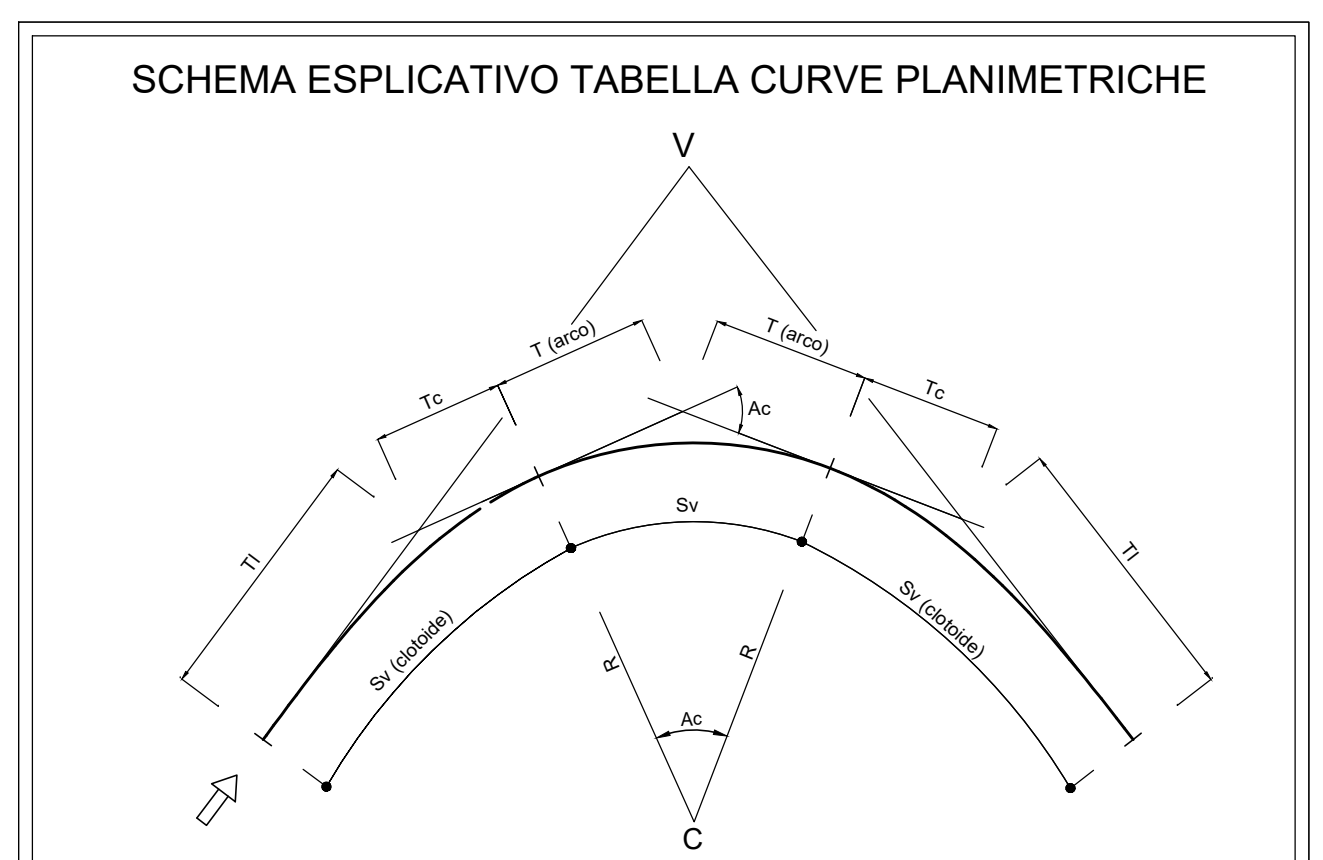 SCHEMA ESPLICATIVO TABELLA CURVE PLANIMETRICHE
V
T (arco)
T (arco)
Tc
Tc
Ac
Tl
Sv
Tl
Sv (clotoide)
Sv (clotoide)
R
R
Ac
C